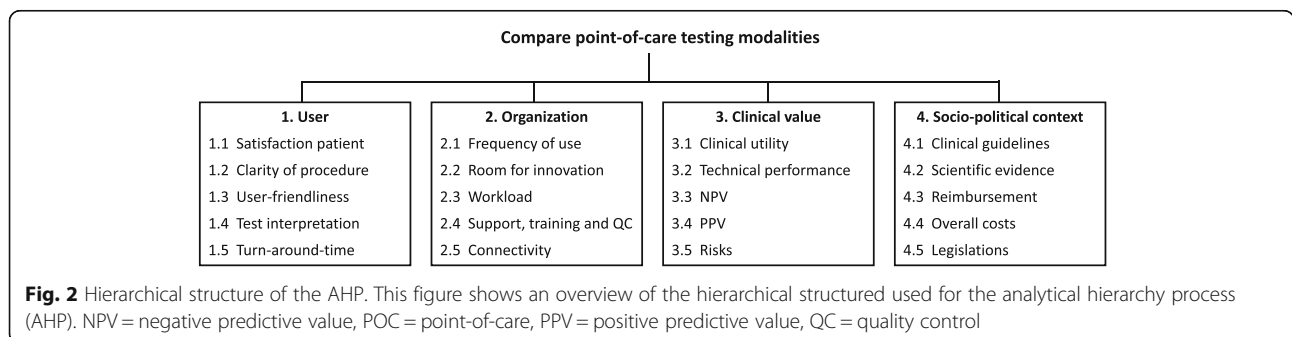 Compare point-of-care testing modalities
1. User
1.1 Satisfaction patient
1.2 Clarity of procedure
1.3 User-friendliness
1.4 Test interpretation
1.5 Turn-around-time
2. Organization
2.1 Frequency of use
2.2 Room for innovation
2.3 Workload
2.4 Support, training and QC
2.5 Connectivity
3. Clinical value
3.1 Clinical utility
3.2 Technical performance
3.3 NPV
3.4 PPV
3.5 Risks
4. Socio-political context
4.1 Clinical guidelines
4.2 Scientific evidence
4.3 Reimbursement
4.4 Overall costs
4.5 Legislations
Fig. 2 Hierarchical structure of the AHP. This figure shows an overview of the hierarchical structured used for the analytical hierarchy process
(AHP). NPV = negative predictive value, POC = point-of-care, PPV = positive predictive value, QC = quality control